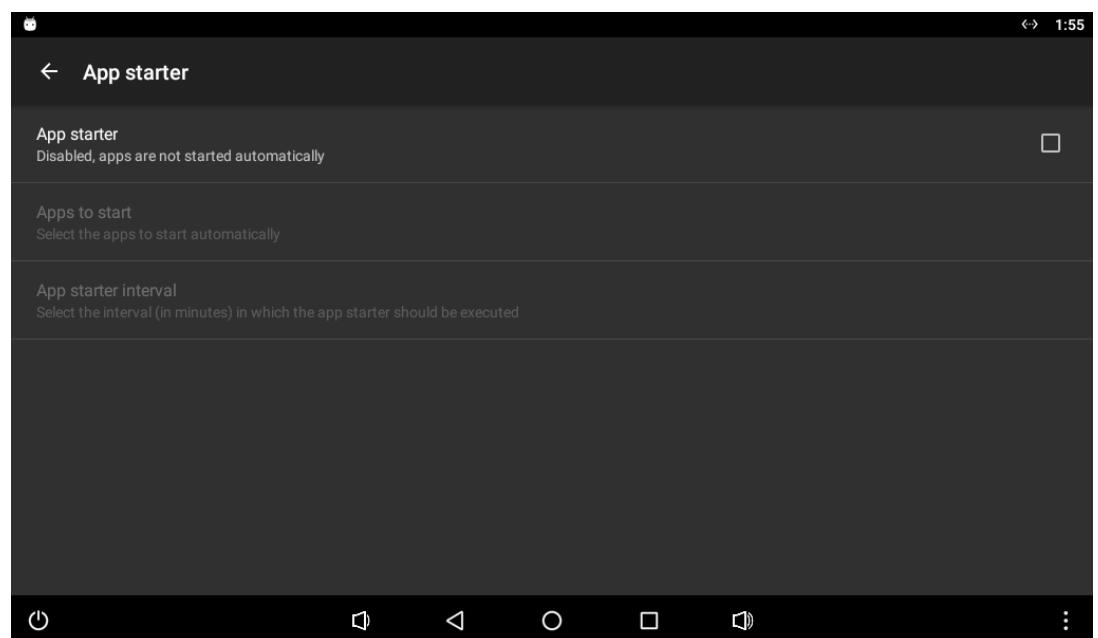 1:55
App starter
App starter
Disabled, apps are not started automatically
Apps to start
Select the apps to start automatically
App starter interval
Select the interval (in minutes) in which the app starter should be executed